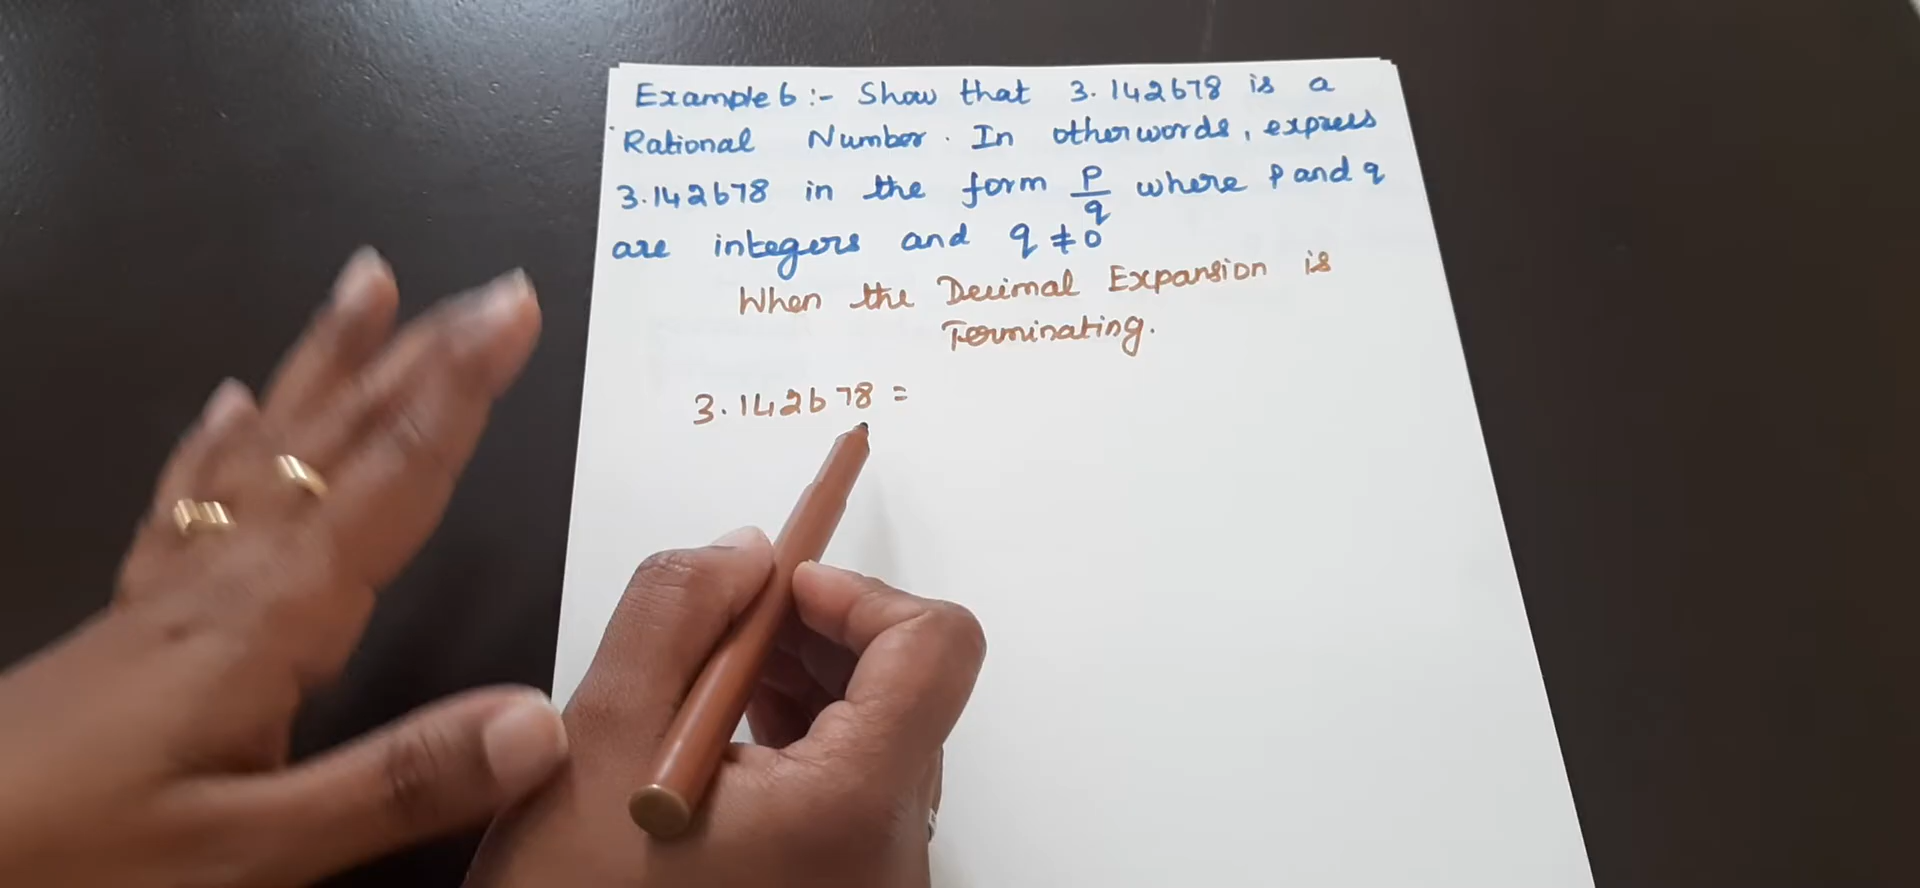 Example 6 :- Show that 3.142678 is a
Rational Number. In otherwords, express
3.142678 in the form p/q where p and q
are integers and q ≠ 0
When the Decimal Expansion is
Terminating.
3.142678 =